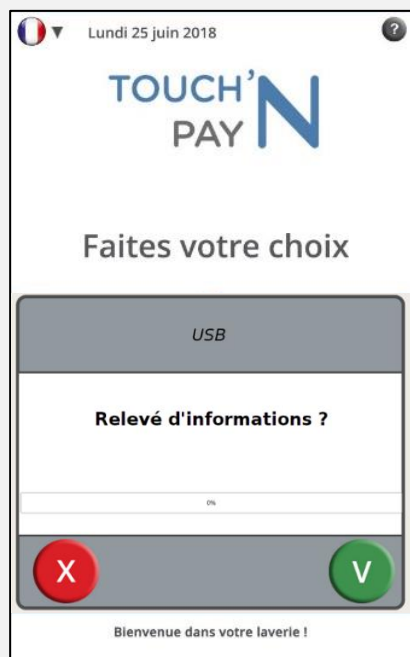 Lundi 25 juin 2018
?
TOUCH'N
PAY
Faites votre choix
USB
Relevé d'informations ?
0%
X
V
Bienvenue dans votre laverie !